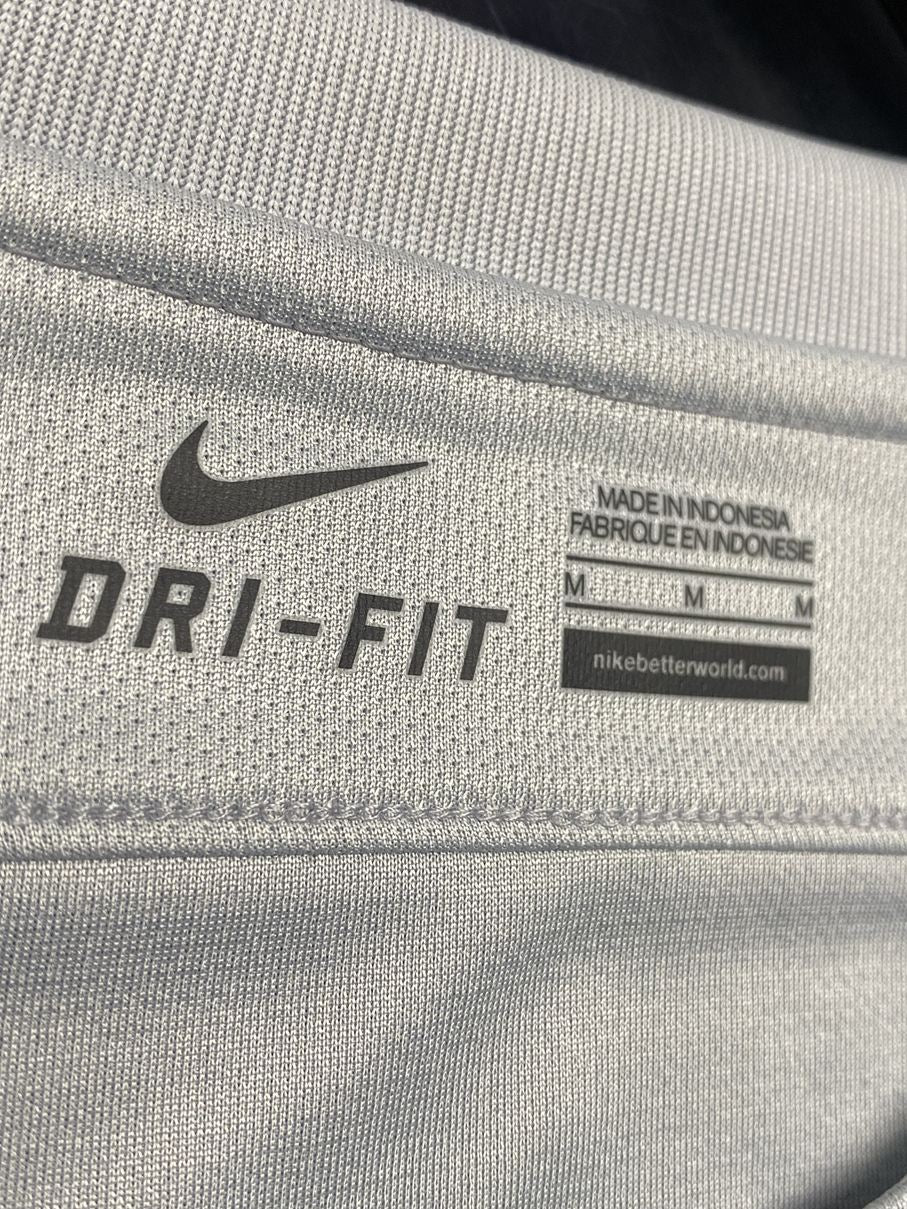 DRI-FIT
MADE IN INDONESIA
FABRIQUE EN INDONESIE
M M M
nikebetterworld.com